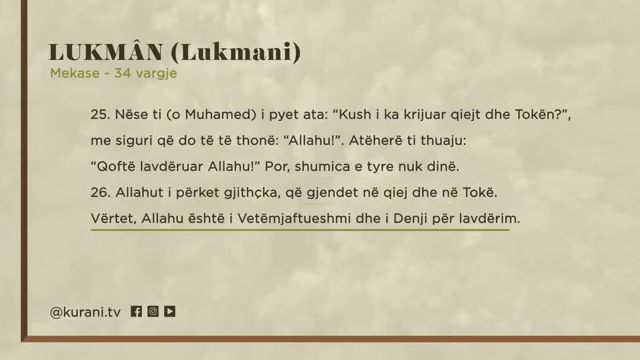 LUKMÂN (Lukmani)
Mekase - 34 vargje
25. Nëse ti (o Muhamed) i pyet ata: “Kush i ka krijuar qiejt dhe Tokën?”,
me siguri që do të të thonë: “Allahu!”. Atëherë ti thuaju:
“Qoftë lavdëruar Allahu!” Por, shumica e tyre nuk dinë.
26. Allahut i përket gjithçka, që gjendet në qiej dhe në Tokë.
Vërtet, Allahu është i Vetëmjaftueshmi dhe i Denji për lavdërim.
@kurani.tv